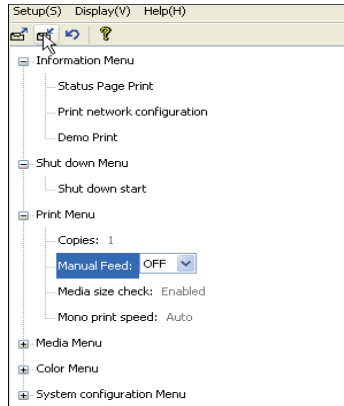 Setup(S) Display(V) Help(H)
Information Menu
Status Page Print
Print network configuration
Demo Print
Shut down Menu
Shut down start
Print Menu
Copies: 1
Manual Feed: OFF
Media size check: Enabled
Mono print speed: Auto
Media Menu
Color Menu
System configuration Menu